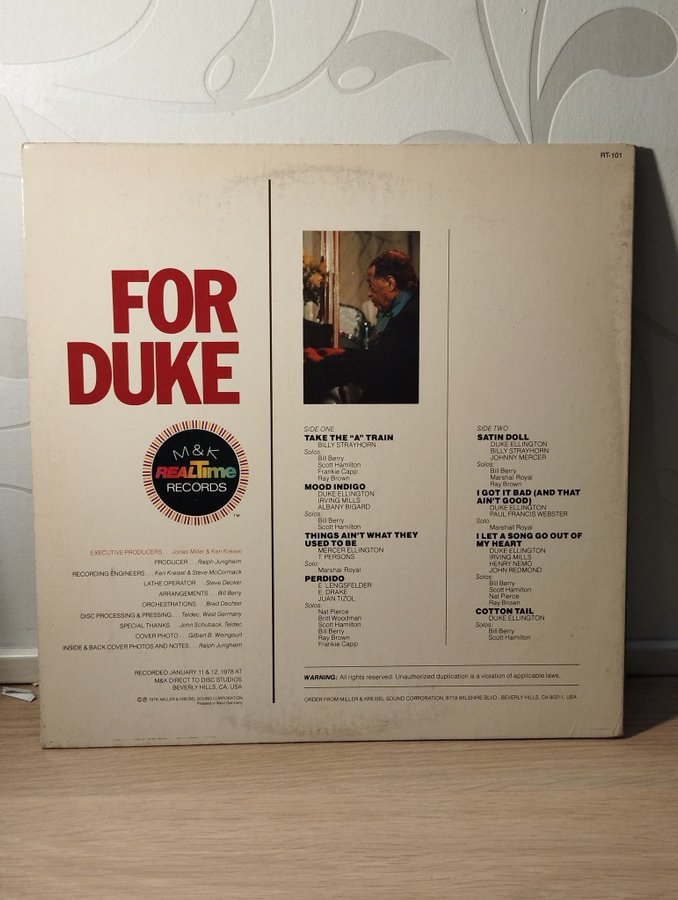 RT-101
FOR
DUKE
M&K
REALTime
RECORDS
TM
EXECUTIVE PRODUCERS . . . Jonas Miller & Ken Kreisel
PRODUCER . . . Ralph Jungheim
RECORDING ENGINEERS . . . Ken Kreisel & Steve McCormack
LATHE OPERATOR . . . Steve Decker
ARRANGEMENTS . . . Bill Berry
ORCHESTRATIONS . . . Brad Dechter
DISC PROCESSING & PRESSING . . . Teldec, West Germany
SPECIAL THANKS . . . John Schuback, Teldec
COVER PHOTO . . . Gilbert B. Weingourt
INSIDE & BACK COVER PHOTOS AND NOTES . . . Ralph Jungheim
RECORDED JANUARY 11 & 12, 1978 AT
M&K DIRECT TO DISC STUDIOS
BEVERLY HILLS, CA. USA
© ℗ 1978, MILLER & KREISEL SOUND CORPORATION
Pressed in West Germany
SIDE ONE
TAKE THE "A" TRAIN
BILLY STRAYHORN
Solos:
Bill Berry
Scott Hamilton
Frankie Capp
Ray Brown
MOOD INDIGO
DUKE ELLINGTON
IRVING MILLS
ALBANY BIGARD
Solos:
Bill Berry
Scott Hamilton
THINGS AIN'T WHAT THEY
USED TO BE
MERCER ELLINGTON
T. PERSONS
Solo:
Marshal Royal
PERDIDO
E. LENGSFELDER
E. DRAKE
JUAN TIZOL
Solos:
Nat Pierce
Britt Woodman
Scott Hamilton
Bill Berry
Ray Brown
Frankie Capp
SIDE TWO
SATIN DOLL
DUKE ELLINGTON
BILLY STRAYHORN
JOHNNY MERCER
Solos:
Bill Berry
Marshal Royal
Ray Brown
I GOT IT BAD (AND THAT
AIN'T GOOD)
DUKE ELLINGTON
PAUL FRANCIS WEBSTER
Solo:
Marshall Royal
I LET A SONG GO OUT OF
MY HEART
DUKE ELLINGTON
IRVING MILLS
HENRY NEMO
JOHN REDMOND
Solos:
Bill Berry
Scott Hamilton
Nat Pierce
Ray Brown
COTTON TAIL
DUKE ELLINGTON
Solos:
Bill Berry
Scott Hamilton
WARNING: All rights reserved. Unauthorized duplication is a violation of applicable laws.
ORDER FROM MILLER & KREISEL SOUND CORPORATION, 8719 WILSHIRE BLVD., BEVERLY HILLS, CA 90211. USA